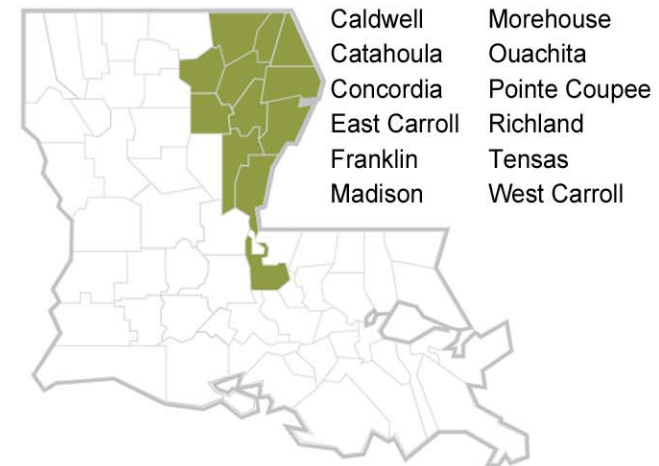 Caldwell Morehouse
Catahoula Ouachita
Concordia Pointe Coupee
East Carroll Richland
Franklin Tensas
Madison West Carroll